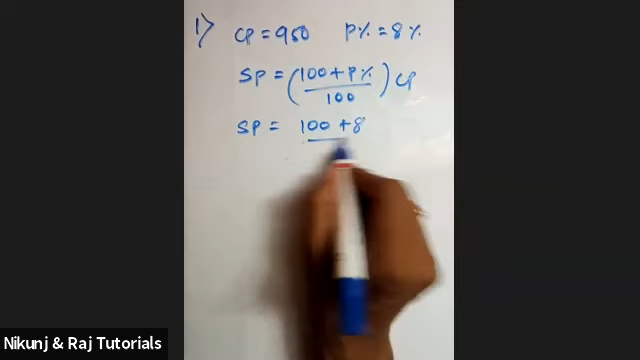 1) CP = 950 P% = 8%
SP = (100 + P% / 100) CP
SP = 100 + 8
Nikunj & Raj Tutorials